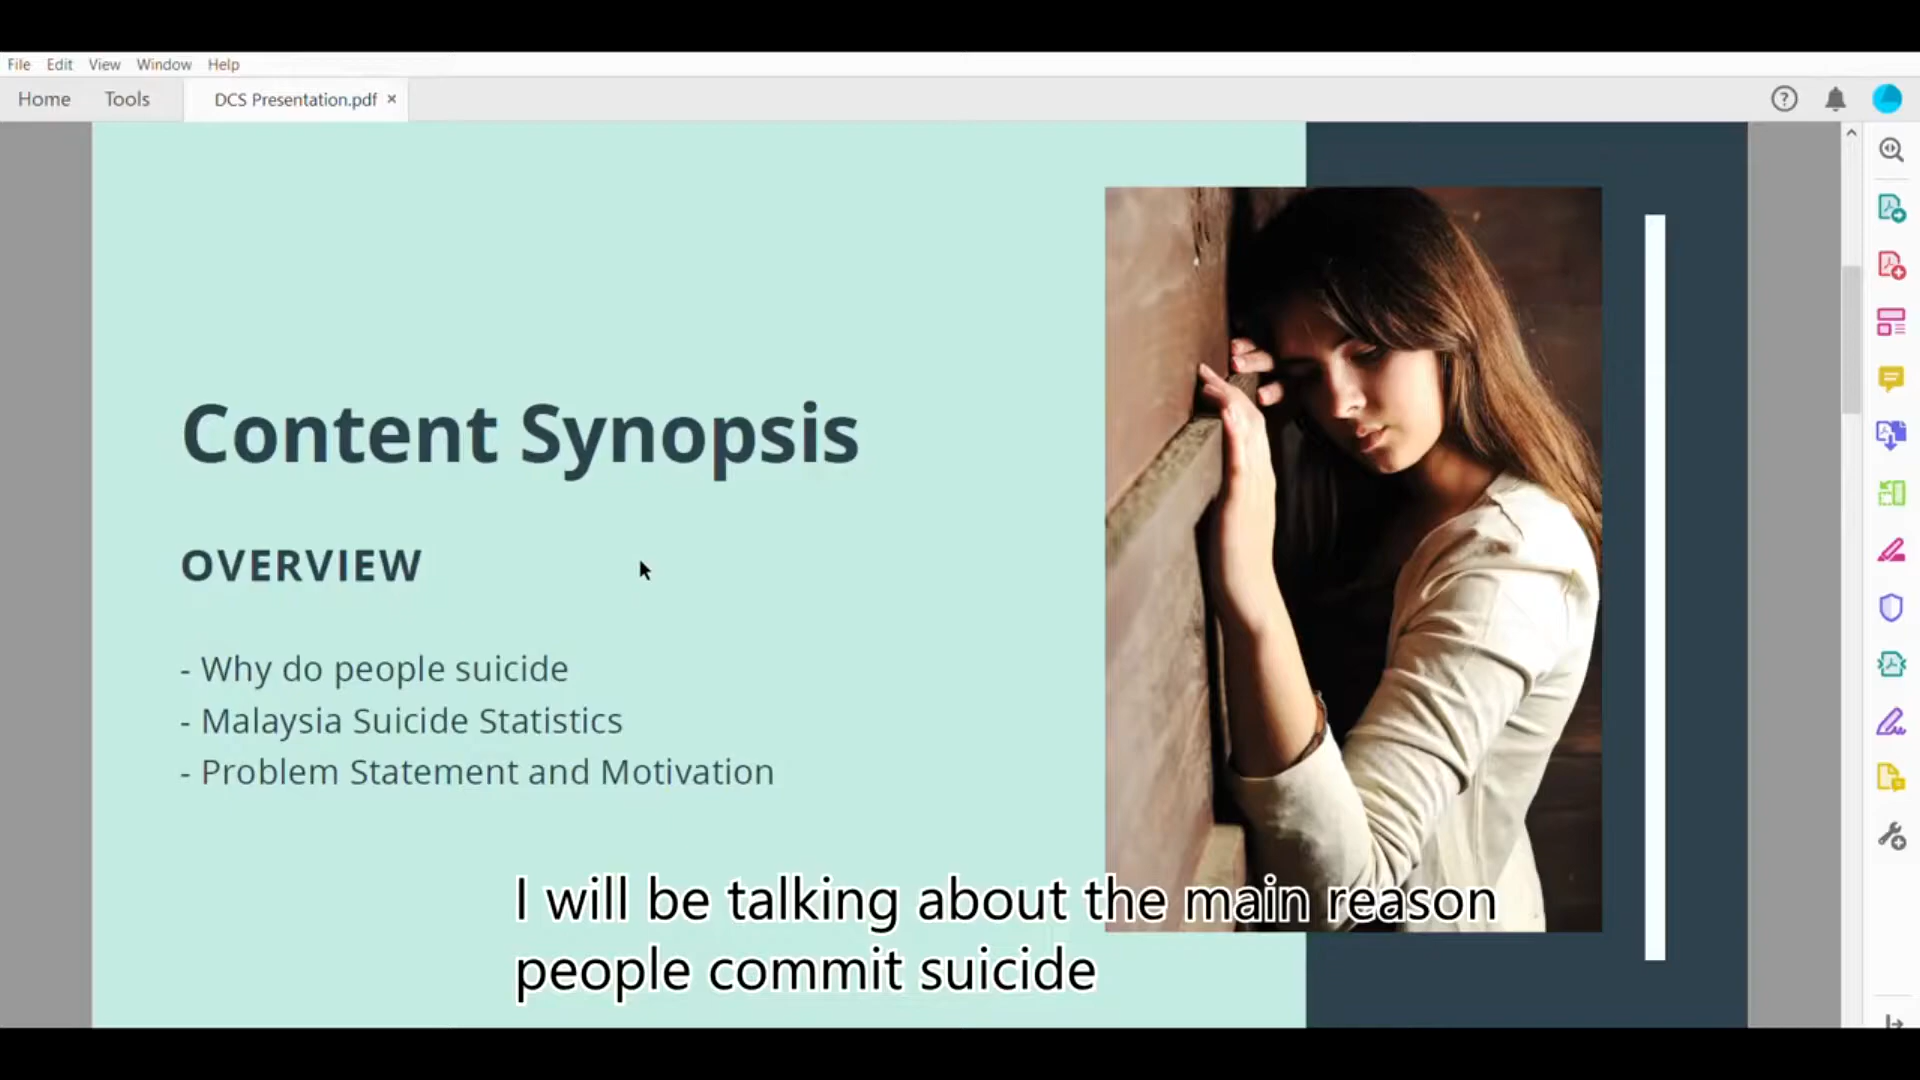 File Edit View Window Help
Home Tools DCS Presentation.pdf ×
Content Synopsis
OVERVIEW
- Why do people suicide
- Malaysia Suicide Statistics
- Problem Statement and Motivation
I will be talking about the main reason
people commit suicide